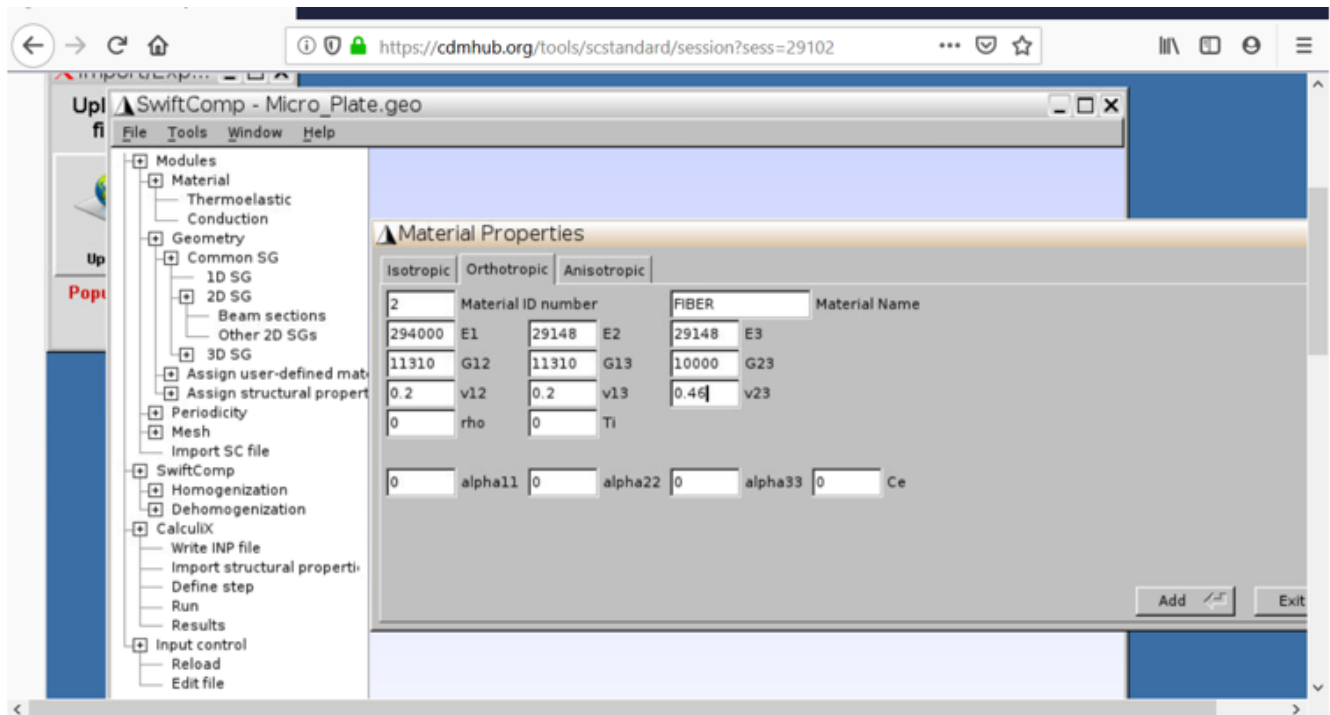 https://cdmhub.org/tools/scstandard/session?sess=29102
Import/Exp...
Upl
fi
SwiftComp - Micro_Plate.geo
File Tools Window Help
Modules
Material
Thermoelastic
Conduction
Geometry
Common SG
1D SG
2D SG
Beam sections
Other 2D SGs
3D SG
Assign user-defined mat
Assign structural propert
Periodicity
Mesh
Import SC file
SwiftComp
Homogenization
Dehomogenization
CalculiX
Write INP file
Import structural properti
Define step
Run
Results
Input control
Reload
Edit file
Up
Popu
Material Properties
Isotropic Orthotropic Anisotropic
2 Material ID number FIBER Material Name
294000 E1 29148 E2 29148 E3
11310 G12 11310 G13 10000 G23
0.2 v12 0.2 v13 0.46 v23
0 rho 0 Ti
0 alpha11 0 alpha22 0 alpha33 0 Ce
Add Exit